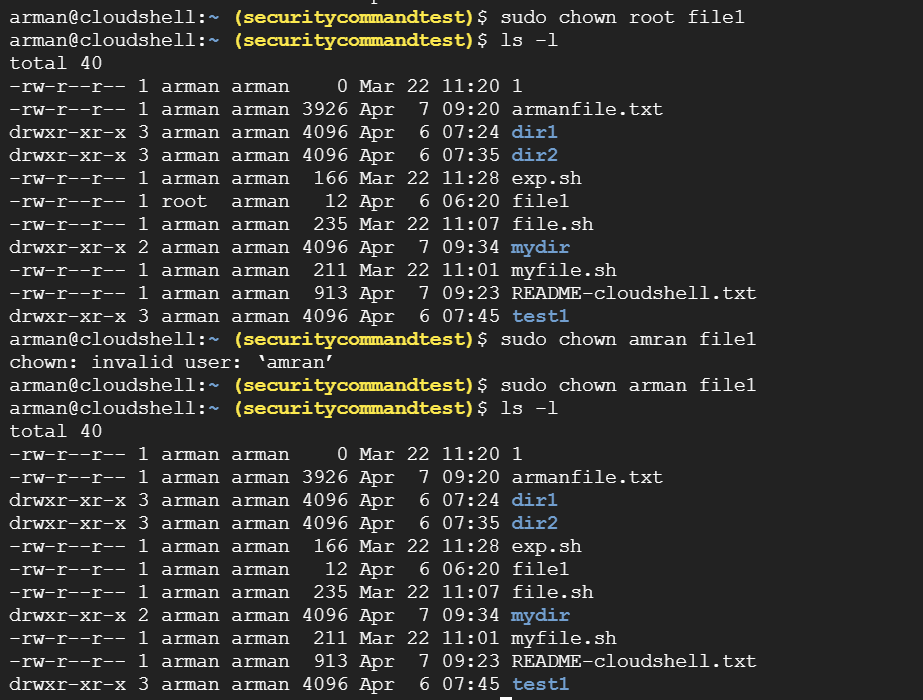 arman@cloudshell:~ (securitycommandtest)$ sudo chown root file1
arman@cloudshell:~ (securitycommandtest)$ ls -l
total 40
-rw-r--r-- 1 arman arman    0 Mar 22 11:20 1
-rw-r--r-- 1 arman arman 3926 Apr  7 09:20 armanfile.txt
drwxr-xr-x 3 arman arman 4096 Apr  6 07:24 dir1
drwxr-xr-x 3 arman arman 4096 Apr  6 07:35 dir2
-rw-r--r-- 1 arman arman  166 Mar 22 11:28 exp.sh
-rw-r--r-- 1 root  arman   12 Apr  6 06:20 file1
-rw-r--r-- 1 arman arman  235 Mar 22 11:07 file.sh
drwxr-xr-x 2 arman arman 4096 Apr  7 09:34 mydir
-rw-r--r-- 1 arman arman  211 Mar 22 11:01 myfile.sh
-rw-r--r-- 1 arman arman  913 Apr  7 09:23 README-cloudshell.txt
drwxr-xr-x 3 arman arman 4096 Apr  6 07:45 test1
arman@cloudshell:~ (securitycommandtest)$ sudo chown amran file1
chown: invalid user: ‘amran’
arman@cloudshell:~ (securitycommandtest)$ sudo chown arman file1
arman@cloudshell:~ (securitycommandtest)$ ls -l
total 40
-rw-r--r-- 1 arman arman    0 Mar 22 11:20 1
-rw-r--r-- 1 arman arman 3926 Apr  7 09:20 armanfile.txt
drwxr-xr-x 3 arman arman 4096 Apr  6 07:24 dir1
drwxr-xr-x 3 arman arman 4096 Apr  6 07:35 dir2
-rw-r--r-- 1 arman arman  166 Mar 22 11:28 exp.sh
-rw-r--r-- 1 arman arman   12 Apr  6 06:20 file1
-rw-r--r-- 1 arman arman  235 Mar 22 11:07 file.sh
drwxr-xr-x 2 arman arman 4096 Apr  7 09:34 mydir
-rw-r--r-- 1 arman arman  211 Mar 22 11:01 myfile.sh
-rw-r--r-- 1 arman arman  913 Apr  7 09:23 README-cloudshell.txt
drwxr-xr-x 3 arman arman 4096 Apr  6 07:45 test1